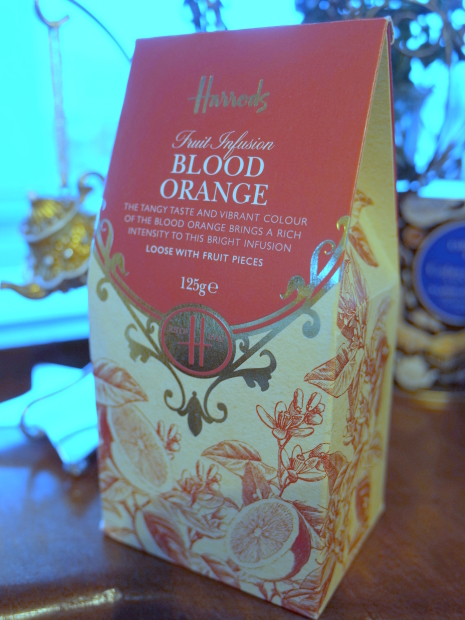 Harrods
Fruit Infusion
BLOOD
ORANGE
THE TANGY TASTE AND VIBRANT COLOUR
OF THE BLOOD ORANGE BRINGS A RICH
INTENSITY TO THIS BRIGHT INFUSION
LOOSE WITH FRUIT PIECES
125g℮
H